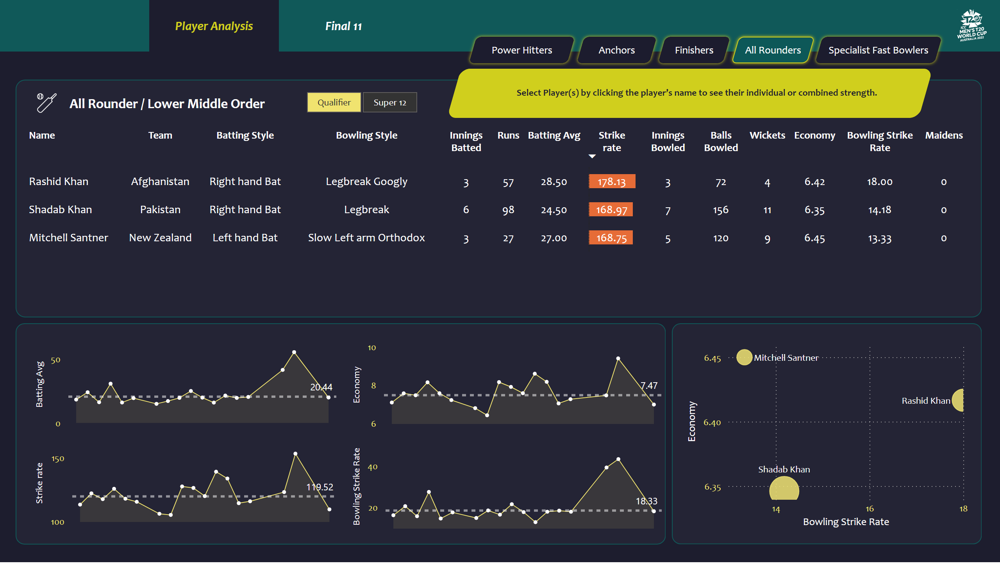 Player Analysis
Final 11
ICC
MEN'S T20
WORLD CUP
AUSTRALIA 2022
Power Hitters
Anchors
Finishers
All Rounders
Specialist Fast Bowlers
Select Player(s) by clicking the player's name to see their individual or combined strength.
All Rounder / Lower Middle Order
Qualifier
Super 12
Name Team Batting Style Bowling Style Innings Batted Runs Batting Avg Strike rate Innings Bowled Balls Bowled Wickets Economy Bowling Strike Rate Maidens
Rashid Khan Afghanistan Right hand Bat Legbreak Googly 3 57 28.50 178.13 3 72 4 6.42 18.00 0
Shadab Khan Pakistan Right hand Bat Legbreak 6 98 24.50 168.97 7 156 11 6.35 14.18 0
Mitchell Santner New Zealand Left hand Bat Slow Left arm Orthodox 3 27 27.00 168.75 5 120 9 6.45 13.33 0
Batting Avg
50
0
20.44
Economy
10
8
6
7.47
Strike rate
150
100
119.52
Bowling Strike Rate
40
20
18.33
Economy
6.45
6.40
6.35
Mitchell Santner
Rashid Khan
Shadab Khan
14 16 18
Bowling Strike Rate